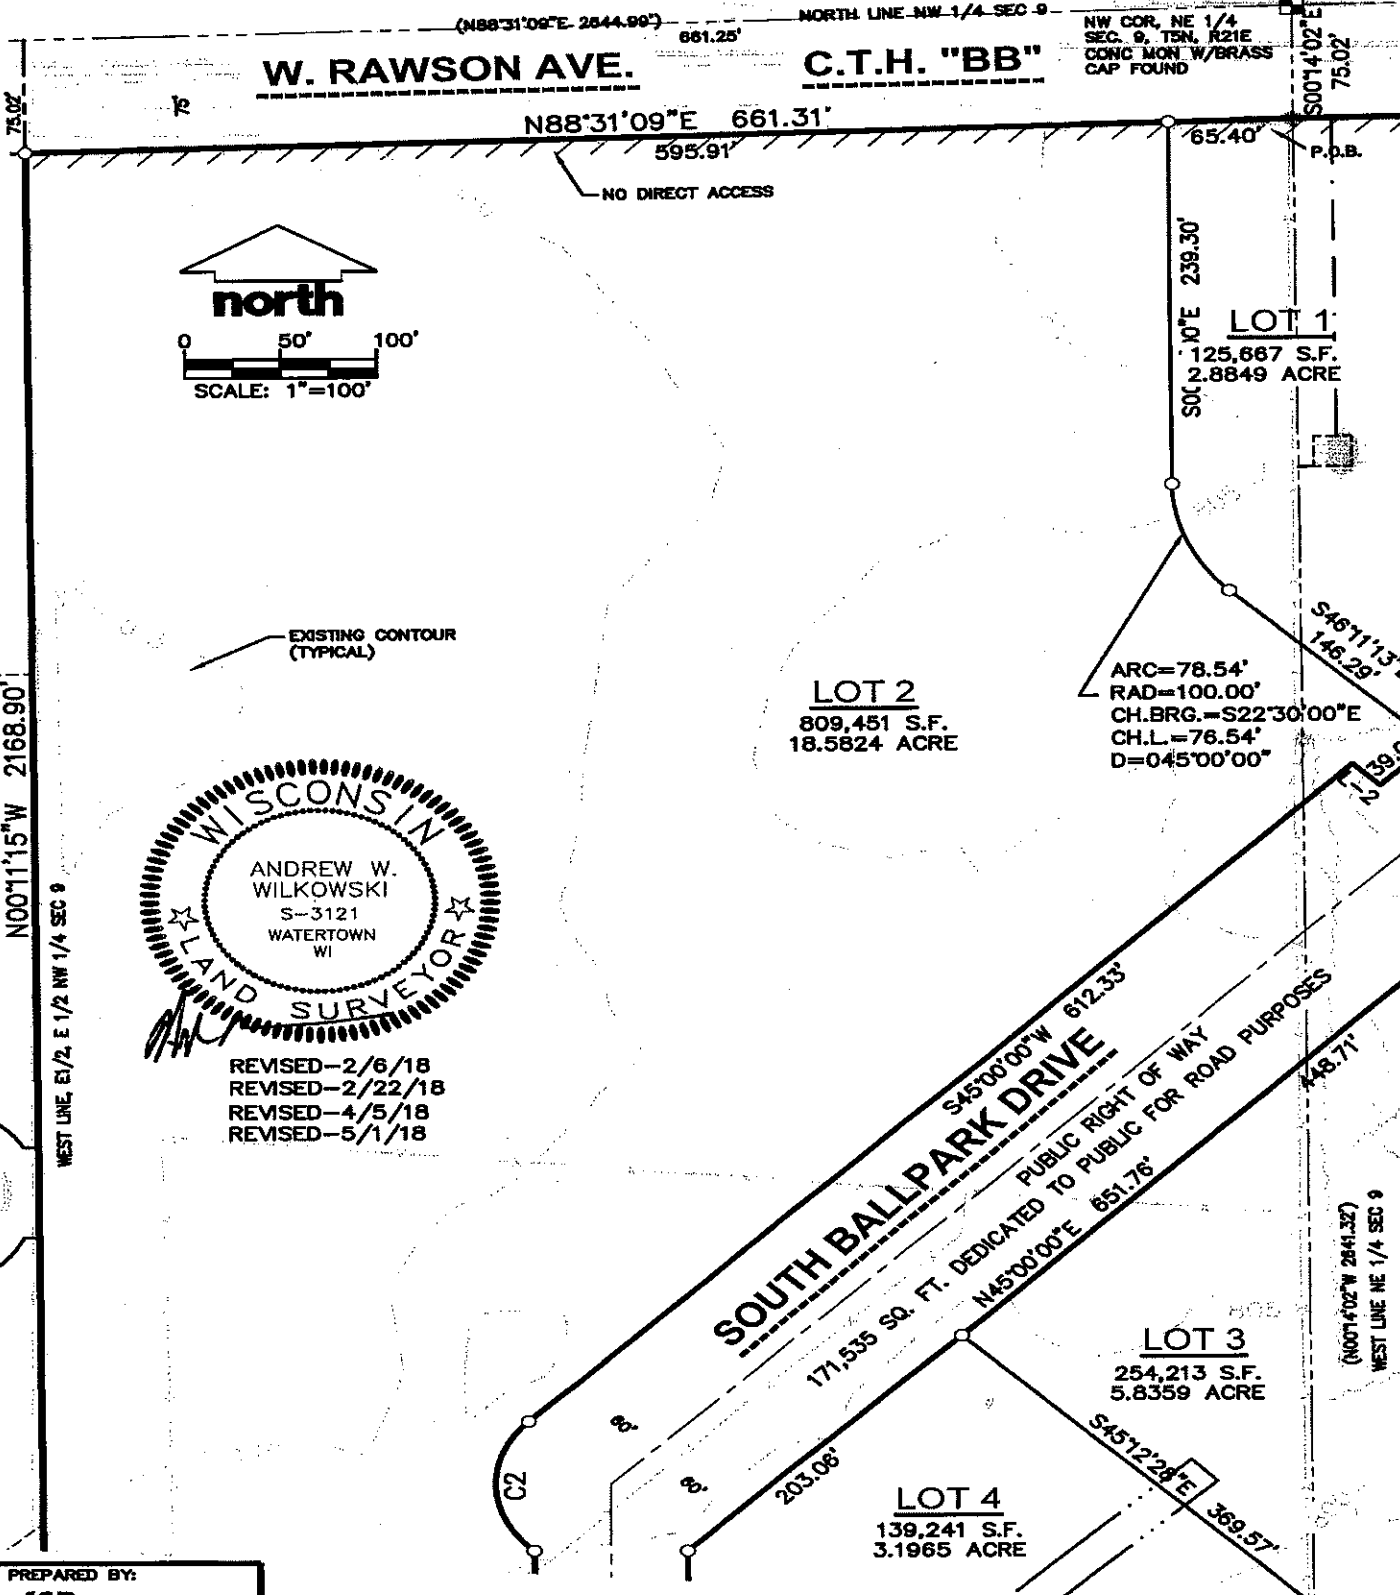 (N88°31'09"E 2644.99')
NORTH LINE NW 1/4 SEC 9
661.25'
NW COR, NE 1/4
SEC. 9, T5N, R21E
CONC MON W/BRASS
CAP FOUND
S00°14'02"E
75.02'
W. RAWSON AVE.
C.T.H. "BB"
75.02'
75'
N88°31'09"E 661.31'
595.91'
65.40'
P.O.B.
NO DIRECT ACCESS
north
0 50' 100'
SCALE: 1"=100'
239.30'
LOT 1
125,667 S.F.
2.8849 ACRE
EXISTING CONTOUR
(TYPICAL)
S46°11'13"
146.29'
LOT 2
809,451 S.F.
18.5824 ACRE
ARC=78.54'
RAD=100.00'
CH.BRG.=S22°30'00"E
CH.L.=76.54'
D=045°00'00"
L-2
N00°11'15"W 2168.90'
WEST LINE, E1/2, E 1/2 NW 1/4 SEC 9
WISCONSIN
ANDREW W.
WILKOWSKI
S-3121
WATERTOWN
WI
LAND SURVEYOR
REVISED-2/6/18
REVISED-2/22/18
REVISED-4/5/18
REVISED-5/1/18
S45°00'00"W 612.33'
SOUTH BALLPARK DRIVE
PUBLIC RIGHT OF WAY
171,535 SQ. FT. DEDICATED TO PUBLIC FOR ROAD PURPOSES
N45°00'00"E 651.76'
448.71'
(N00°14'02"W 2641.32')
WEST LINE NE 1/4 SEC 9
805
LOT 3
254,213 S.F.
5.8359 ACRE
S45°12'28"E 369.57'
60'
60'
C2
203.06'
LOT 4
139,241 S.F.
3.1965 ACRE
PREPARED BY: